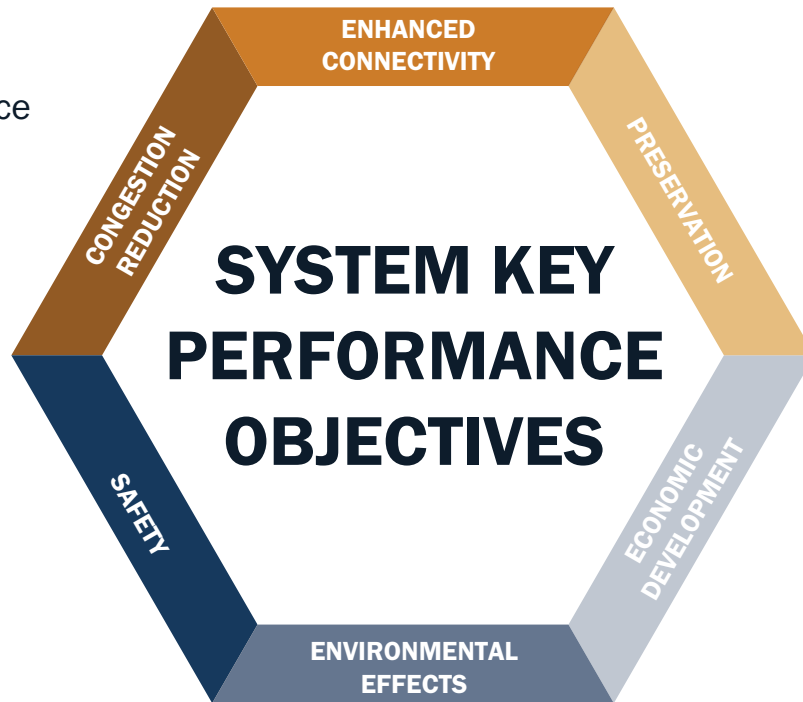 ENHANCED
CONNECTIVITY
ce
CONGESTION
REDUCTION
PRESERVATION
SYSTEM KEY
PERFORMANCE
OBJECTIVES
SAFETY
ECONOMIC
DEVELOPMENT
ENVIRONMENTAL
EFFECTS